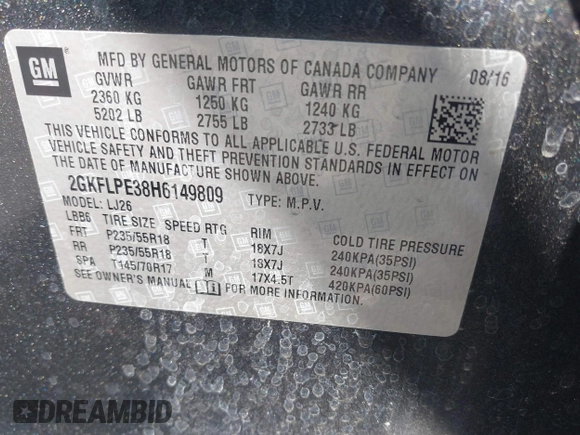 GM
MFD BY GENERAL MOTORS OF CANADA COMPANY 08/16
GVWR GAWR FRT GAWR RR
2360 KG 1250 KG 1240 KG
5202 LB 2755 LB 2733 LB
THIS VEHICLE CONFORMS TO ALL APPLICABLE U.S. FEDERAL MOTOR
VEHICLE SAFETY AND THEFT PREVENTION STANDARDS IN EFFECT ON
THE DATE OF MANUFACTURE SHOWN ABOVE.
2GKFLPE38H6149809 TYPE: M.P.V.
MODEL: LJ26
LBB6 TIRE SIZE SPEED RTG RIM COLD TIRE PRESSURE
FRT P235/55R18 T 18X7J 240KPA(35PSI)
RR P235/55R18 T 18X7J 240KPA(35PSI)
SPA T145/70R17 M 17X4.5T 420KPA(60PSI)
SEE OWNER'S MANUAL FOR MORE INFORMATION.
DREAMBID